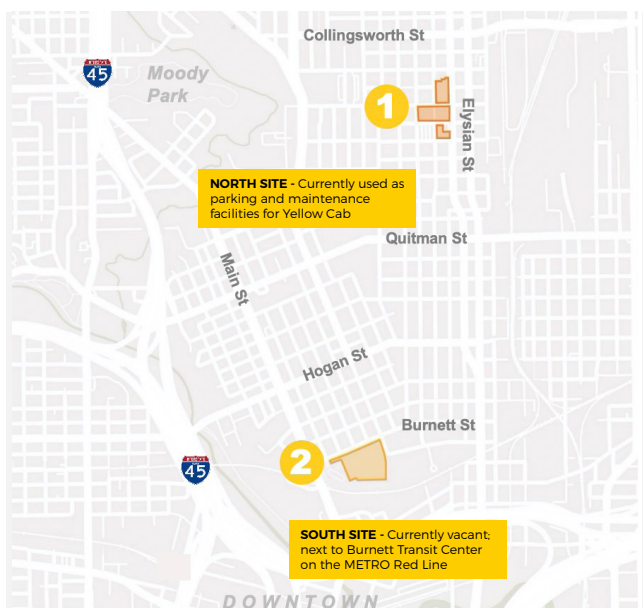 Collingsworth St
45
Moody
Park
1
Elysian St
NORTH SITE - Currently used as
parking and maintenance
facilities for Yellow Cab
Quitman St
Main St
Hogan St
Burnett St
2
45
SOUTH SITE - Currently vacant;
next to Burnett Transit Center
on the METRO Red Line
DOWNTOWN